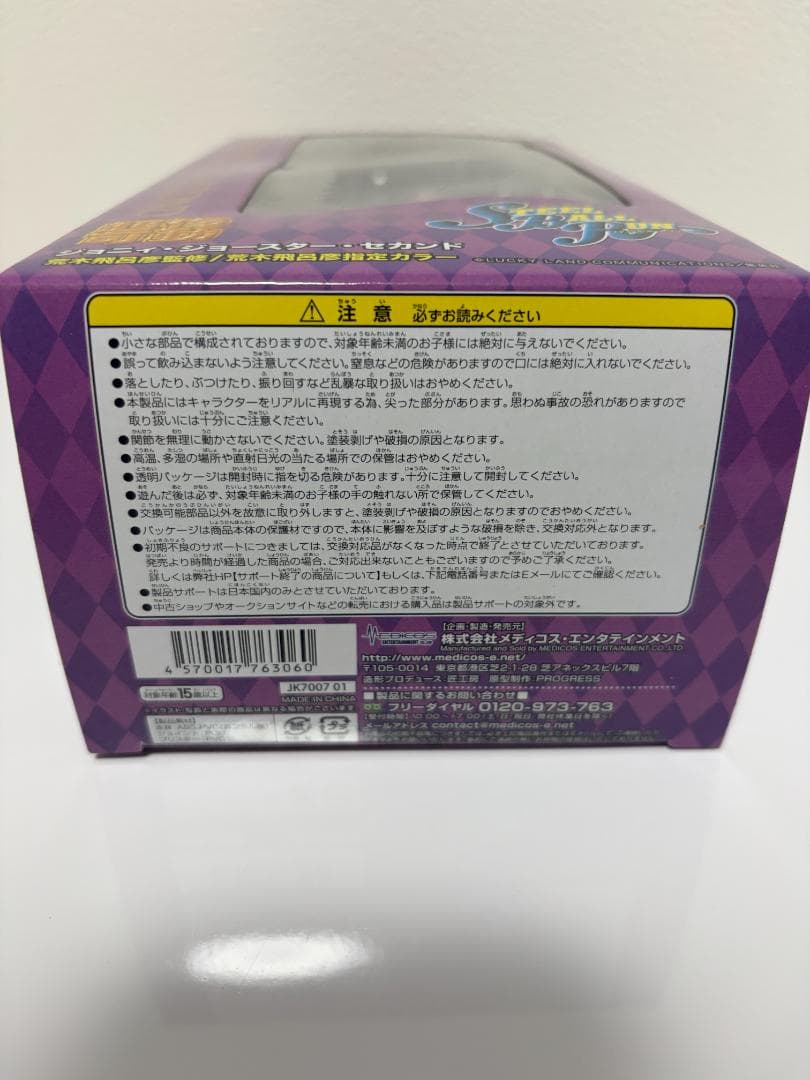 STEEL BALL RUN
ジョニィ・ジョースター・セカンド
荒木飛呂彦監修/荒木飛呂彦指定カラー
©LUCKY LAND COMMUNICATIONS/集英社
注意 必ずお読みください
●小さな部品で構成されておりますので、対象年齢未満のお子様には絶対に与えないでください。
●誤って飲み込まないよう注意してください。窒息などの危険がありますので口には絶対に入れないでください。
●落としたり、ぶつけたり、振り回すなど乱暴な取り扱いはおやめください。
●本製品にはキャラクターをリアルに再現する為、尖った部分があります。思わぬ事故の恐れがありますので
取り扱いには十分にご注意ください。
●関節を無理に動かさないでください。塗装剥げや破損の原因となります。
●高温、多湿の場所や直射日光の当たる場所での保管はおやめください。
●透明パッケージは開封時に指を切る危険があります。十分に注意して開封してください。
●遊んだ後は必ず、対象年齢未満のお子様の手の触れない所で保管してください。
●交換可能部品以外を故意に取り外しますと、塗装剥げや破損の原因となりますのでおやめください。
●パッケージは商品本体の保護材ですので、本体に影響を及ぼすような破損を除き、交換対応外となります。
●初期不良のサポートにつきましては、交換対応品がなくなった時点で終了とさせていただいております。
発売より時間が経過した商品の場合、ご対応出来ないこともございますので予めご了承ください。
詳しくは弊社HP【サポート終了の商品について】もしくは、下記電話番号またはEメールにてご確認ください。
●製品サポートは日本国内のみとさせていただいております。
●中古ショップやオークションサイトなどの転売における購入品は製品サポートの対象外です。
4 570017 763060
対象年齢15歳以上
JK7007 01
MADE IN CHINA
※イラスト・写真と実際の商品は異なる場合がございます
MEDICOS
【企画・製造・発売元】
株式会社メディコス・エンタテインメント
Manufactured and Sold by MEDICOS ENTERTAINMENT CO.,LTD
http://www.medicos-e.net/
〒105-0014 東京都港区芝2-1-28 芝アネックスビル7階
造形プロデュース 匠工房 原型制作 PROGRESS
■製品に関するお問い合わせ■
フリーダイヤル 0120-973-763
メールアドレス contact@medicos-e.net